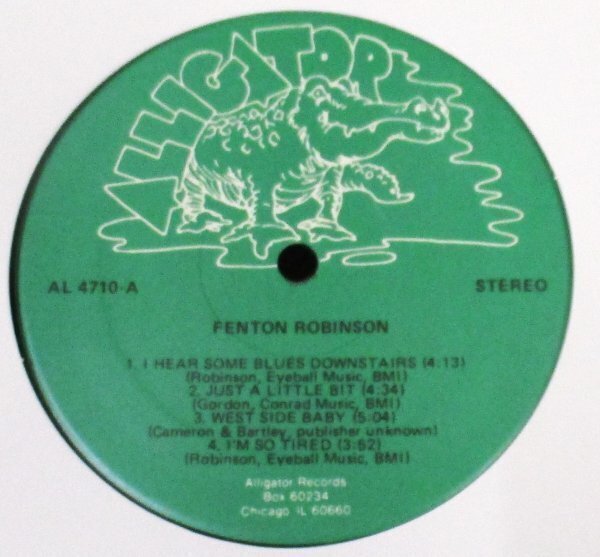 ALLIGATOR
AL 4710-A
STEREO
FENTON ROBINSON
1. I HEAR SOME BLUES DOWNSTAIRS (4:13)
(Robinson, Eyeball Music, BMI)
2. JUST A LITTLE BIT (4:34)
(Gordon, Conrad Music, BMI)
3. WEST SIDE BABY (5:04)
(Cameron & Bartley, publisher unknown)
4. I'M SO TIRED (3:52)
(Robinson, Eyeball Music, BMI)
Alligator Records
Box 60234
Chicago IL 60660